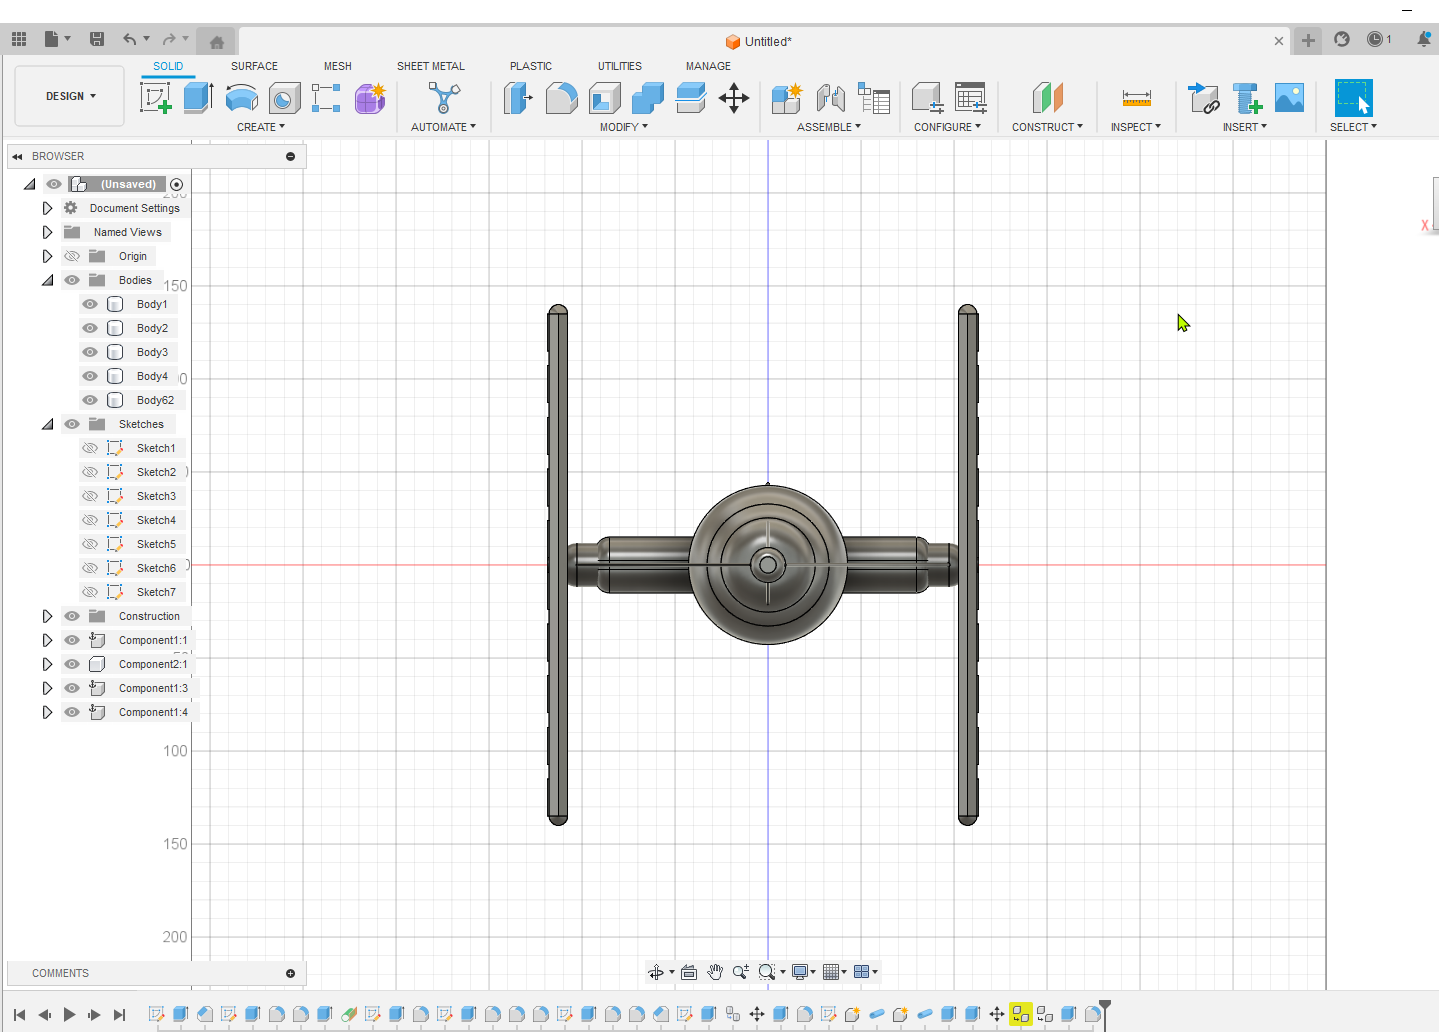 Untitled*
1
SOLID SURFACE MESH SHEET METAL PLASTIC UTILITIES MANAGE
DESIGN
CREATE AUTOMATE MODIFY ASSEMBLE CONFIGURE CONSTRUCT INSPECT INSERT SELECT
BROWSER
(Unsaved)
Document Settings
Named Views
Origin
Bodies
150
Body1
Body2
Body3
Body4
Body62
Sketches
Sketch1
Sketch2
Sketch3
Sketch4
Sketch5
Sketch6
Sketch7
Construction
Component1:1
Component2:1
Component1:3
Component1:4
100
150
200
X
COMMENTS